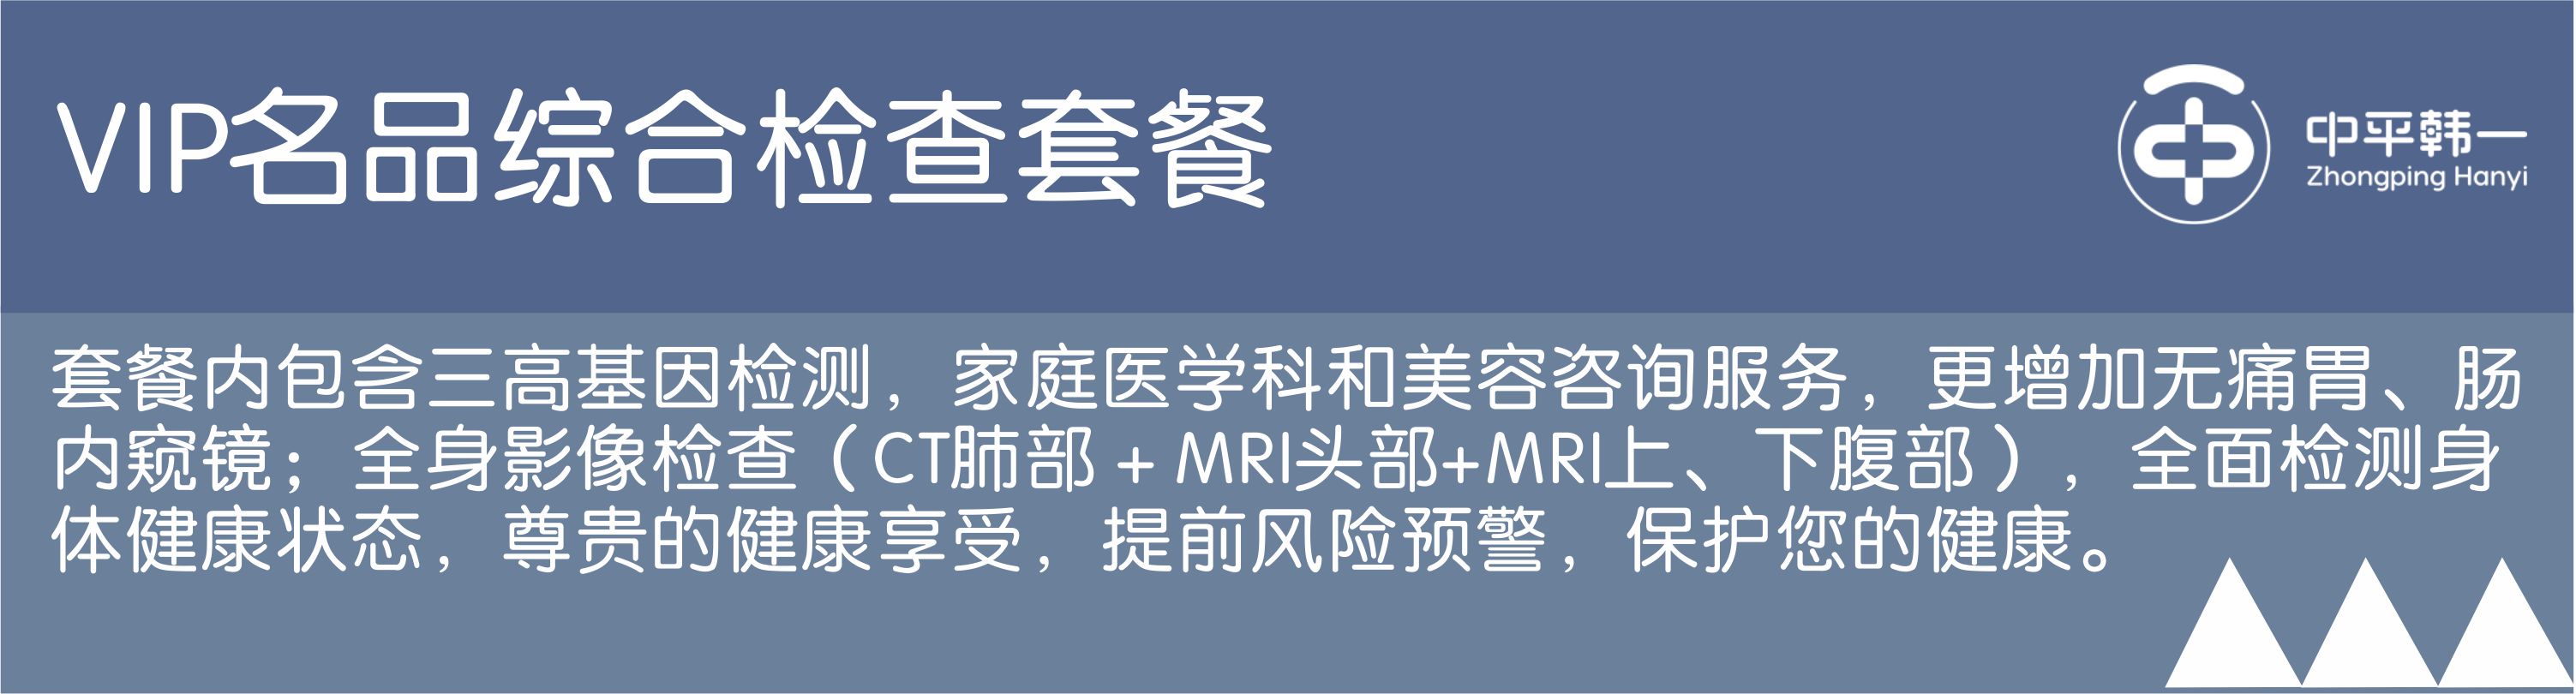 VIP名品综合检查套餐
中平韩一
Zhongping Hanyi
套餐内包含三高基因检测，家庭医学科和美容咨询服务，更增加无痛胃、肠
内窥镜；全身影像检查（CT肺部 + MRI头部+MRI上、下腹部），全面检测身
体健康状态，尊贵的健康享受，提前风险预警，保护您的健康。